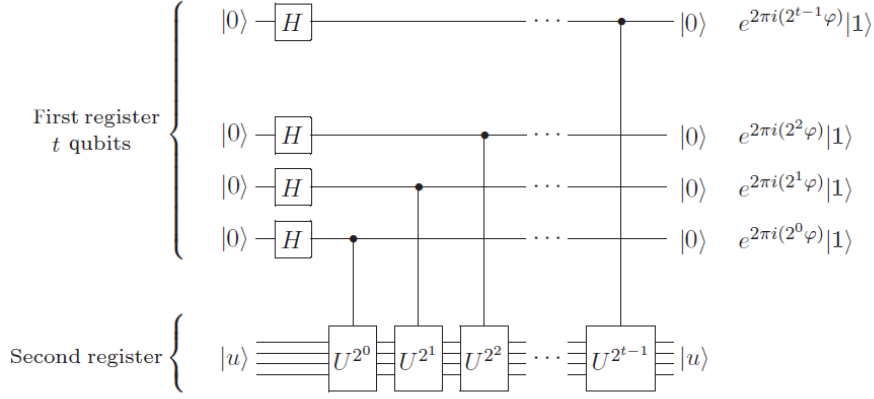 |0⟩ H ··· |0⟩ e^{2πi(2^{t−1}φ)}|1⟩
First register
t qubits
|0⟩ H ··· |0⟩ e^{2πi(2^2φ)}|1⟩
|0⟩ H ··· |0⟩ e^{2πi(2^1φ)}|1⟩
|0⟩ H ··· |0⟩ e^{2πi(2^0φ)}|1⟩
Second register |u⟩ U^{2^0} U^{2^1} U^{2^2} ··· U^{2^{t−1}} |u⟩